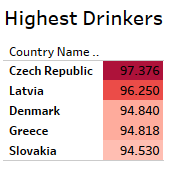 Highest Drinkers
Country Name ..
Czech Republic 97.376
Latvia 96.250
Denmark 94.840
Greece 94.818
Slovakia 94.530